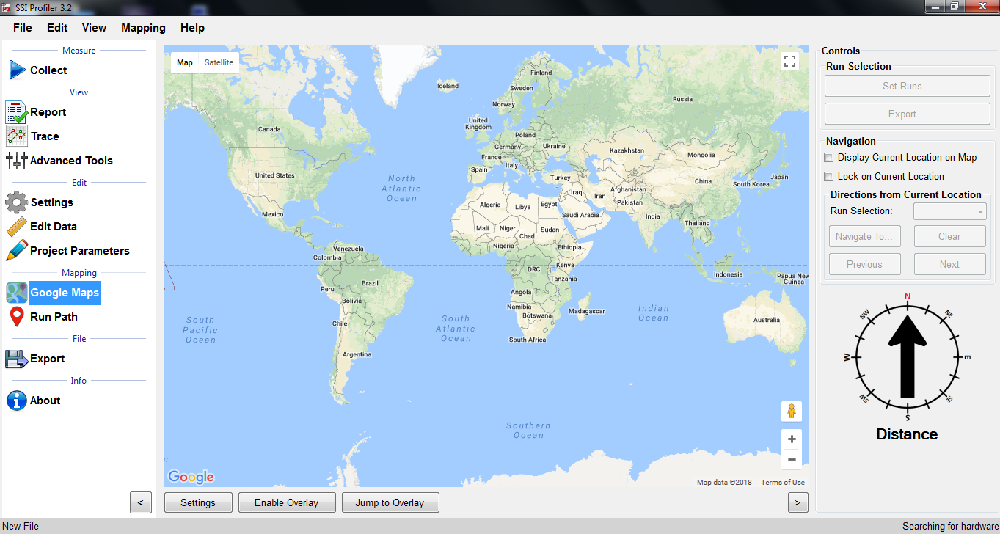 SSI Profiler 3.2
File Edit View Mapping Help
Measure
Collect
View
Report
Trace
Advanced Tools
Edit
Settings
Edit Data
Project Parameters
Mapping
Google Maps
Run Path
File
Export
Info
About
<
Map Satellite
Finland
Iceland
Sweden
Russia
Norway
United
Kingdom
Canada
Poland
Germany
Ukraine
Kazakhstan
France
Mongolia
Italy
Spain
United States
North
Atlantic
Ocean
Turkey
China
Japan
South Korea
Afghanistan
Iraq
Iran
Pakistan
Algeria
Libya
Egypt
Saudi Arabia
India
Mexico
Thailand
Mali
Niger
Chad
Sudan
Nigeria
Ethiopia
Venezuela
Colombia
Kenya
DRC
Indonesia
Papua New
Guinea
Tanzania
Brazil
Peru
Angola
Bolivia
Namibia
Botswana
Madagascar
Indian
Ocean
South
Pacific
Ocean
South
Atlantic
Ocean
Chile
Australia
South Africa
Argentina
Southern
Ocean
n
+
−
Google
Map data ©2018 Terms of Use
Settings Enable Overlay Jump to Overlay >
Controls
Run Selection
Set Runs...
Export...
Navigation
Display Current Location on Map
Lock on Current Location
Directions from Current Location
Run Selection:
Navigate To... Clear
Previous Next
N
NW NE
W E
SW SE
S
Distance
New File Searching for hardware